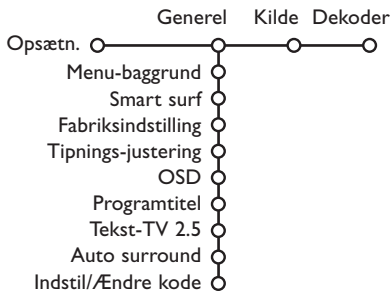 Generel Kilde Dekoder
Opsætn.
Menu-baggrund
Smart surf
Fabriksindstilling
Tipnings-justering
OSD
Programtitel
Tekst-TV 2.5
Auto surround
Indstil/Ændre kode